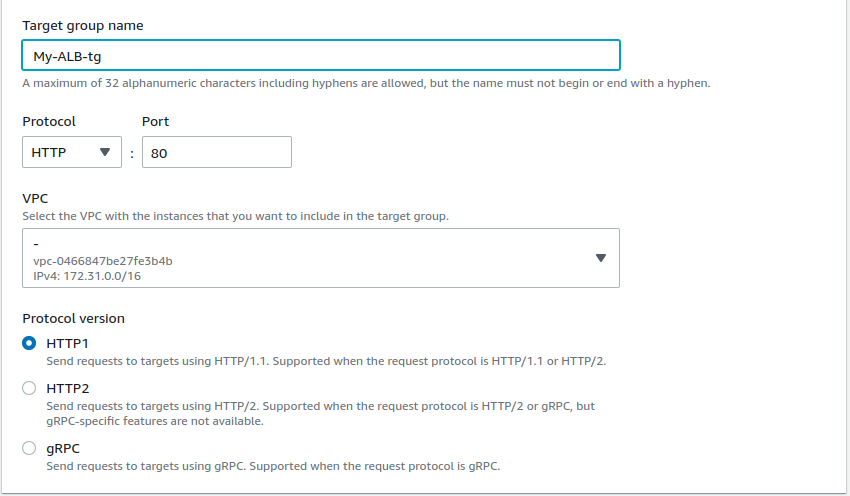 Target group name
My-ALB-tg
A maximum of 32 alphanumeric characters including hyphens are allowed, but the name must not begin or end with a hyphen.
Protocol Port
HTTP : 80
VPC
Select the VPC with the instances that you want to include in the target group.
-
vpc-0466847be27fe3b4b
IPv4: 172.31.0.0/16
Protocol version
HTTP1
Send requests to targets using HTTP/1.1. Supported when the request protocol is HTTP/1.1 or HTTP/2.
HTTP2
Send requests to targets using HTTP/2. Supported when the request protocol is HTTP/2 or gRPC, but
gRPC-specific features are not available.
gRPC
Send requests to targets using gRPC. Supported when the request protocol is gRPC.